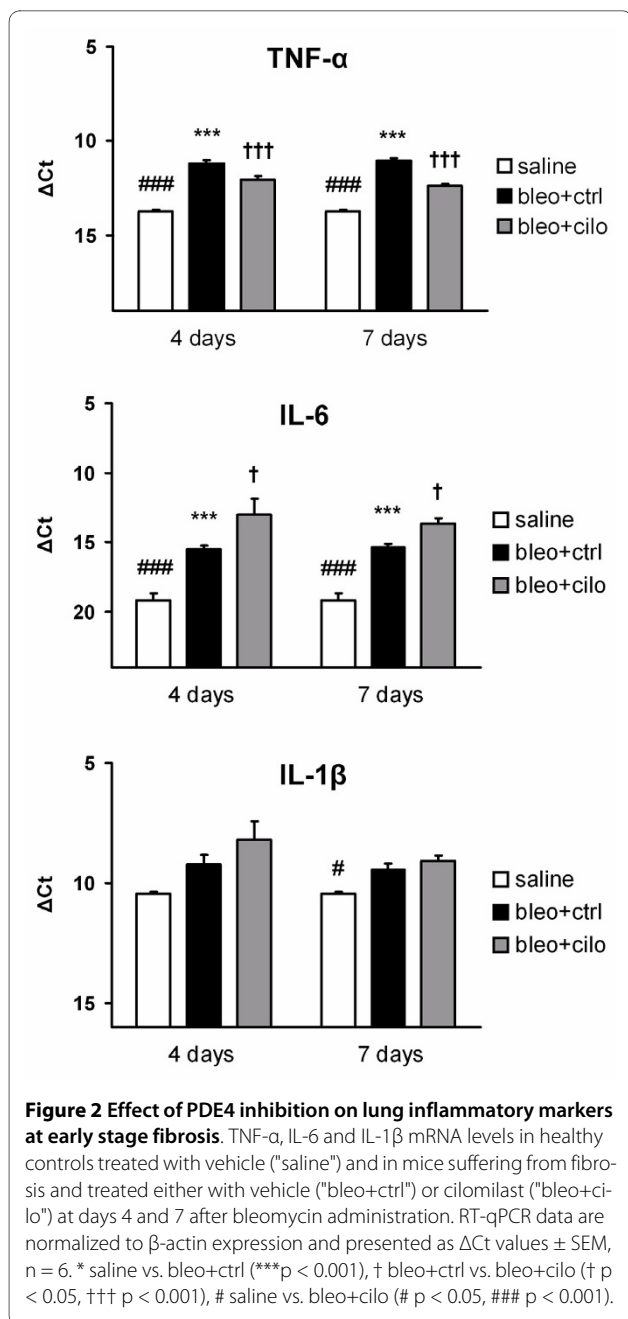 TNF-α
5
10
15
ΔCt
###
***
†††
###
***
†††
saline
bleo+ctrl
bleo+cilo
4 days
7 days
IL-6
5
10
15
20
ΔCt
###
***
†
###
***
†
saline
bleo+ctrl
bleo+cilo
4 days
7 days
IL-1β
5
10
15
ΔCt
#
saline
bleo+ctrl
bleo+cilo
4 days
7 days
Figure 2 Effect of PDE4 inhibition on lung inflammatory markers
at early stage fibrosis. TNF-α, IL-6 and IL-1β mRNA levels in healthy
controls treated with vehicle ("saline") and in mice suffering from fibro-
sis and treated either with vehicle ("bleo+ctrl") or cilomilast ("bleo+ci-
lo") at days 4 and 7 after bleomycin administration. RT-qPCR data are
normalized to β-actin expression and presented as ΔCt values ± SEM,
n = 6. * saline vs. bleo+ctrl (***p < 0.001), † bleo+ctrl vs. bleo+cilo († p
< 0.05, ††† p < 0.001), # saline vs. bleo+cilo (# p < 0.05, ### p < 0.001).